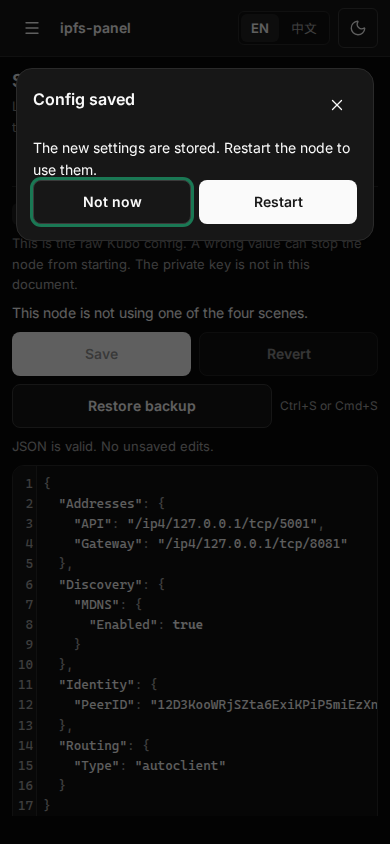 ipfs-panel
EN
中文
Config saved
The new settings are stored. Restart the node to
use them.
Not now
Restart
This is the raw Kubo config. A wrong value can stop the
node from starting. The private key is not in this
document.
This node is not using one of the four scenes.
Save
Revert
Restore backup
Ctrl+S or Cmd+S
JSON is valid. No unsaved edits.
1 {
2 "Addresses": {
3 "API": "/ip4/127.0.0.1/tcp/5001",
4 "Gateway": "/ip4/127.0.0.1/tcp/8081"
5 },
6 "Discovery": {
7 "MDNS": {
8 "Enabled": true
9 }
10 },
11 "Identity": {
12 "PeerID": "12D3KooWRjSZta6ExiKPiP5miEzXn
13 },
14 "Routing": {
15 "Type": "autoclient"
16 }
17 }